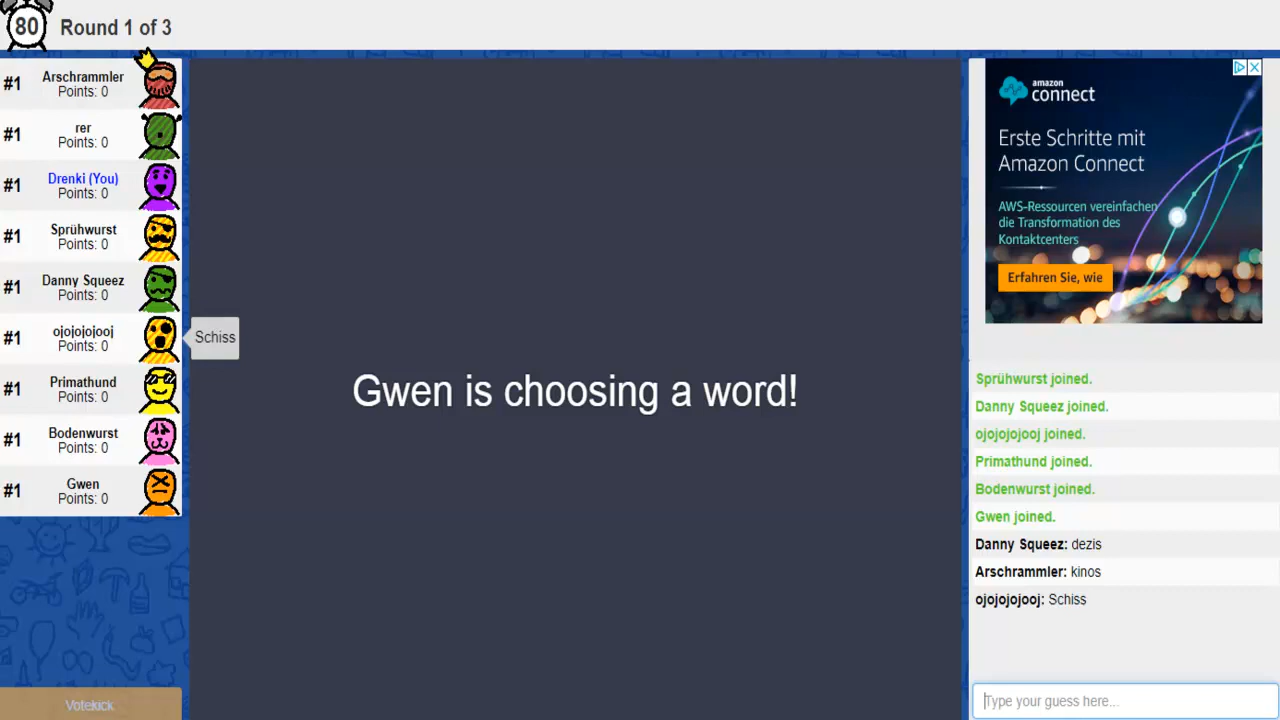 80
Round 1 of 3
#1
Arschrammler
Points: 0
#1
rer
Points: 0
#1
Drenki (You)
Points: 0
#1
Sprühwurst
Points: 0
#1
Danny Squeez
Points: 0
#1
ojojojojooj
Points: 0
Schiss
#1
Primathund
Points: 0
#1
Bodenwurst
Points: 0
#1
Gwen
Points: 0
Votekick
Gwen is choosing a word!
amazon
connect
Erste Schritte mit
Amazon Connect
AWS-Ressourcen vereinfachen
die Transformation des
Kontaktcenters
Erfahren Sie, wie
Sprühwurst joined.
Danny Squeez joined.
ojojojojooj joined.
Primathund joined.
Bodenwurst joined.
Gwen joined.
Danny Squeez: dezis
Arschrammler: kinos
ojojojojooj: Schiss
Type your guess here...